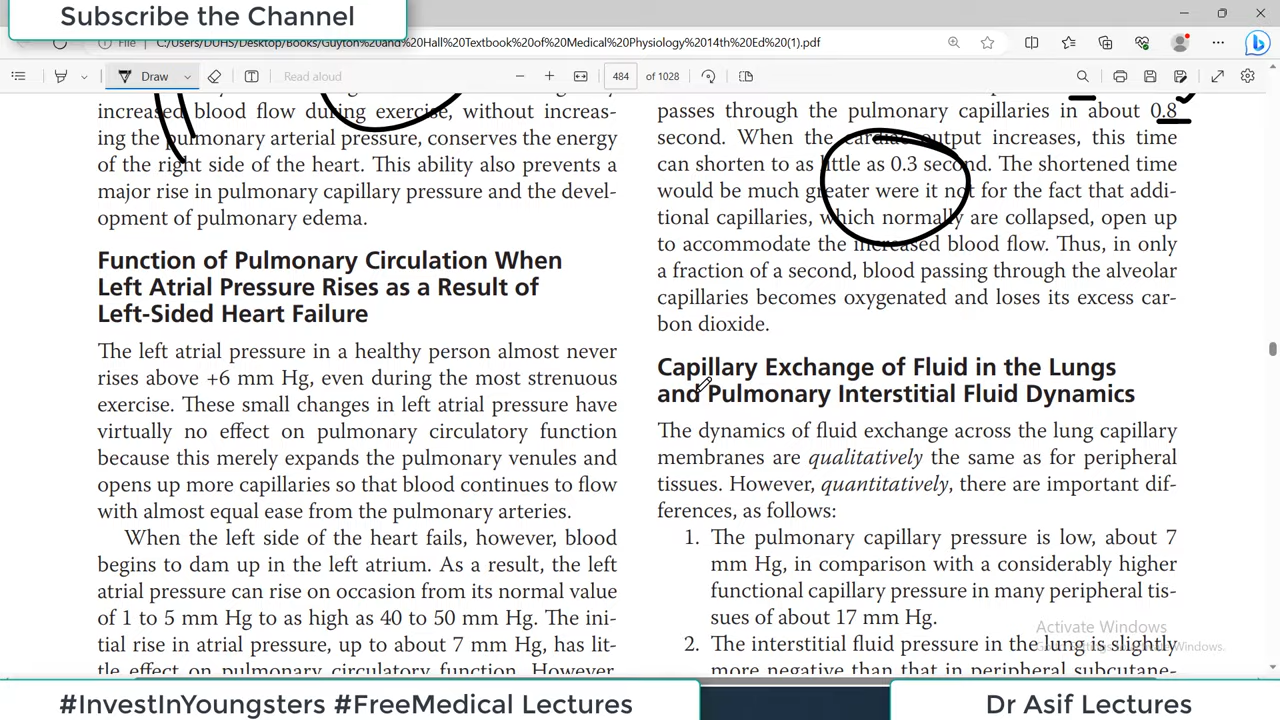 Subscribe the Channel
File
C:/Users/DUHS/Desktop/Books/Guyton%20and%20Hall%20Textbook%20of%20Medical%20Physiology%2014th%20Ed%20(1).pdf
Draw
Read aloud
484 of 1028
increased blood flow during exercise, without increas-
ing the pulmonary arterial pressure, conserves the energy
of the right side of the heart. This ability also prevents a
major rise in pulmonary capillary pressure and the devel-
opment of pulmonary edema.
Function of Pulmonary Circulation When
Left Atrial Pressure Rises as a Result of
Left-Sided Heart Failure
The left atrial pressure in a healthy person almost never
rises above +6 mm Hg, even during the most strenuous
exercise. These small changes in left atrial pressure have
virtually no effect on pulmonary circulatory function
because this merely expands the pulmonary venules and
opens up more capillaries so that blood continues to flow
with almost equal ease from the pulmonary arteries.
When the left side of the heart fails, however, blood
begins to dam up in the left atrium. As a result, the left
atrial pressure can rise on occasion from its normal value
of 1 to 5 mm Hg to as high as 40 to 50 mm Hg. The ini-
tial rise in atrial pressure, up to about 7 mm Hg, has lit-
tle effect on pulmonary circulatory function. However,
passes through the pulmonary capillaries in about 0.8
second. When the cardiac output increases, this time
can shorten to as little as 0.3 second. The shortened time
would be much greater were it not for the fact that addi-
tional capillaries, which normally are collapsed, open up
to accommodate the increased blood flow. Thus, in only
a fraction of a second, blood passing through the alveolar
capillaries becomes oxygenated and loses its excess car-
bon dioxide.
Capillary Exchange of Fluid in the Lungs
and Pulmonary Interstitial Fluid Dynamics
The dynamics of fluid exchange across the lung capillary
membranes are qualitatively the same as for peripheral
tissues. However, quantitatively, there are important dif-
ferences, as follows:
1. The pulmonary capillary pressure is low, about 7
mm Hg, in comparison with a considerably higher
functional capillary pressure in many peripheral tis-
sues of about 17 mm Hg.
2. The interstitial fluid pressure in the lung is slightly
more negative than that in peripheral subcutane-
Activate Windows
#InvestInYoungsters #FreeMedical Lectures
Dr Asif Lectures